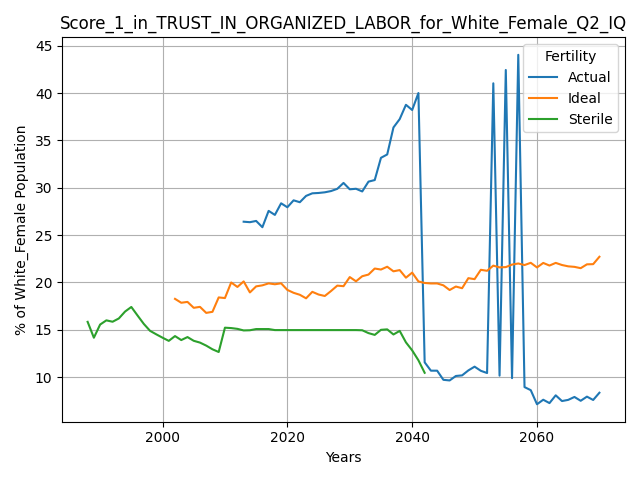 Score_1_in_TRUST_IN_ORGANIZED_LABOR_for_White_Female_Q2_IQ
Fertility
Actual
Ideal
Sterile
% of White_Female Population
45
40
35
30
25
20
15
10
2000
2020
2040
2060
Years